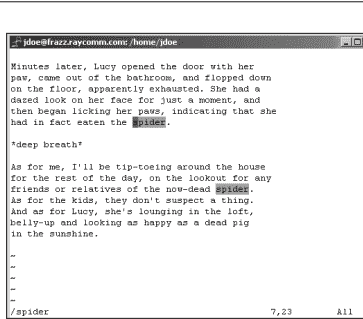 jdoe@frazz.raycomm.com: /home/jdoe
Minutes later, Lucy opened the door with her
paw, came out of the bathroom, and flopped down
on the floor, apparently exhausted. She had a
dazed look on her face for just a moment, and
then began licking her paws, indicating that she
had in fact eaten the spider.
*deep breath*
As for me, I'll be tip-toeing around the house
for the rest of the day, on the lookout for any
friends or relatives of the now-dead spider.
As for the kids, they don't suspect a thing.
And as for Lucy, she's lounging in the loft,
belly-up and looking as happy as a dead pig
in the sunshine.
~
~
~
~
~
/spider 7,23 All